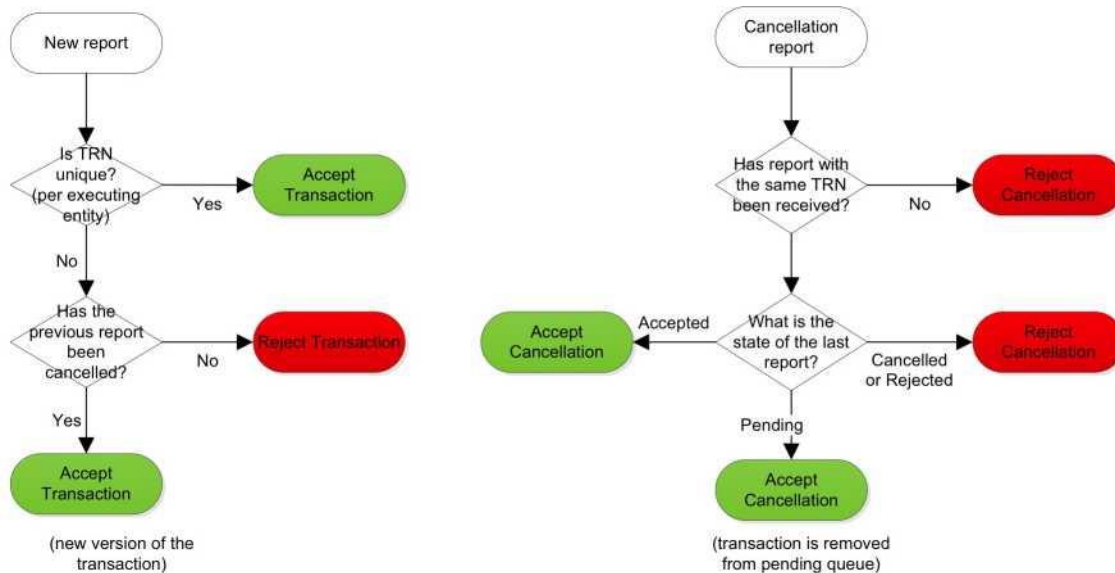 New report
Is TRN
unique?
(per executing
entity)
Yes
Accept
Transaction
No
Has the
previous report
been
cancelled?
No
Reject Transaction
Yes
Accept
Transaction
(new version of the
transaction)
Cancellation
report
Has report with
the same TRN
been received?
No
Reject
Cancellation
What is the
state of the last
report?
Accepted
Accept
Cancellation
Cancelled
or Rejected
Reject
Cancellation
Pending
Accept
Cancellation
(transaction is removed
from pending queue)